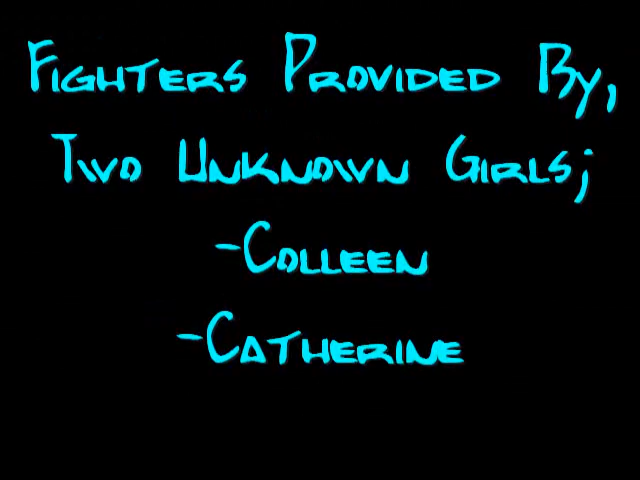 Fighters Provided By,
Two Unknown Girls;
-Colleen
-Catherine